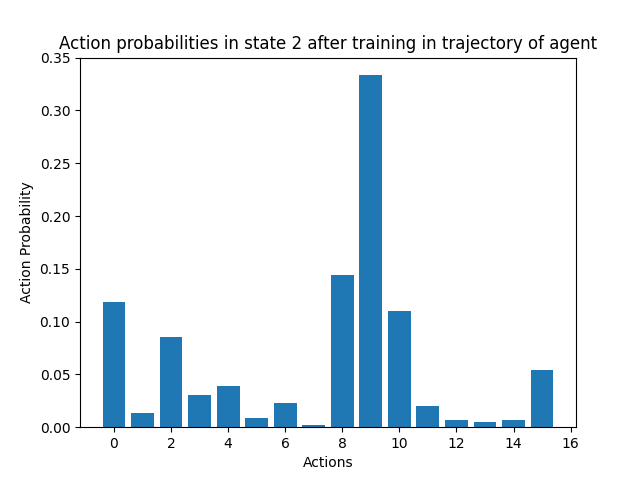 Action probabilities in state 2 after training in trajectory of agent
0.35
0.30
0.25
0.20
0.15
0.10
0.05
0.00
Action Probability
0 2 4 6 8 10 12 14 16
Actions